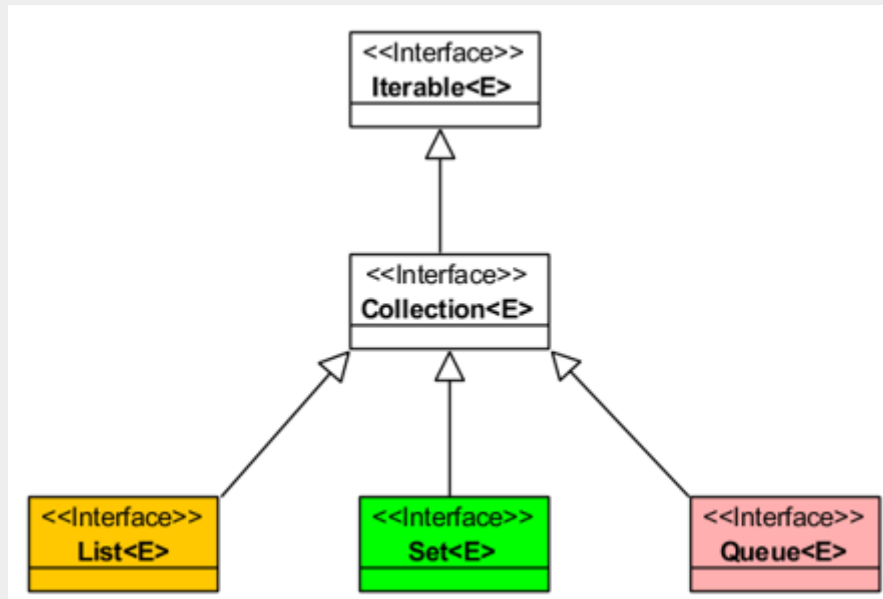 <<Interface>>
Iterable<E>
<<Interface>>
Collection<E>
<<Interface>>
List<E>
<<Interface>>
Set<E>
<<Interface>>
Queue<E>